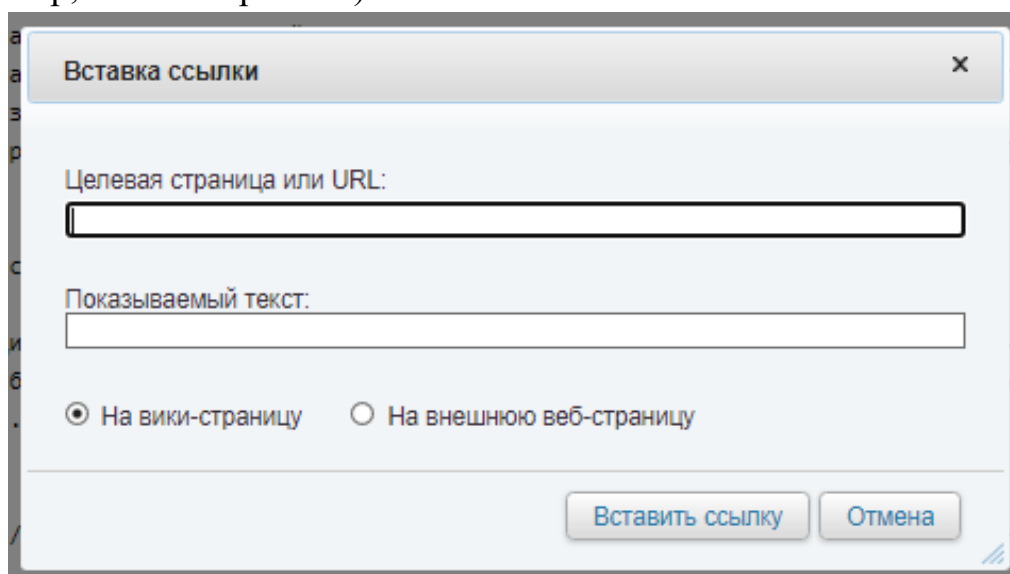 Вставка ссылки ×
Целевая страница или URL:
Показываемый текст:
На вики-страницу На внешнюю веб-страницу
Вставить ссылку Отмена